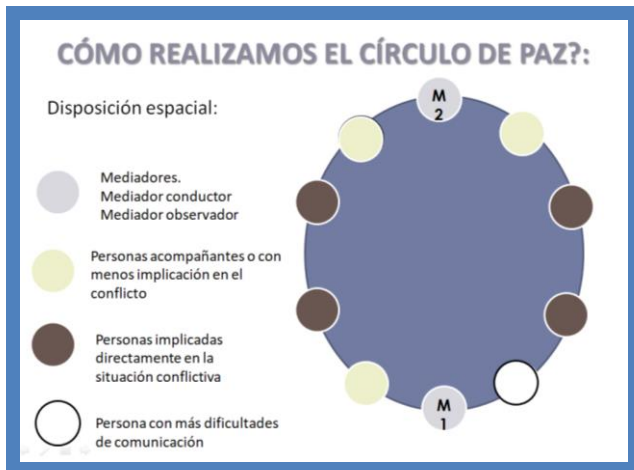 CÓMO REALIZAMOS EL CÍRCULO DE PAZ?:
Disposición espacial:
M
2
Mediadores.
Mediador conductor
Mediador observador
Personas acompañantes o con
menos implicación en el
conflicto
Personas implicadas
directamente en la
situación conflictiva
Persona con más dificultades
de comunicación
M
1